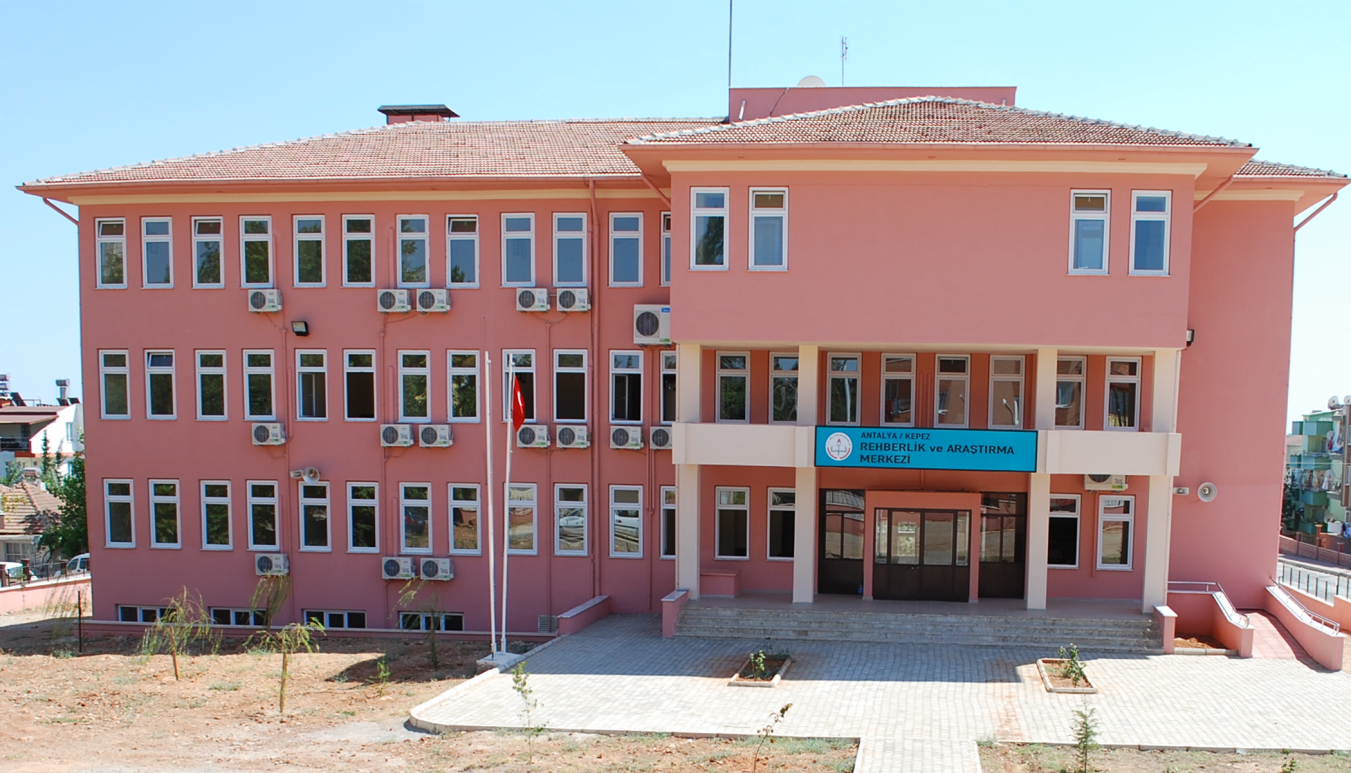 ANTALYA / KEPEZ
REHBERLİK ve ARAŞTIRMA
MERKEZİ